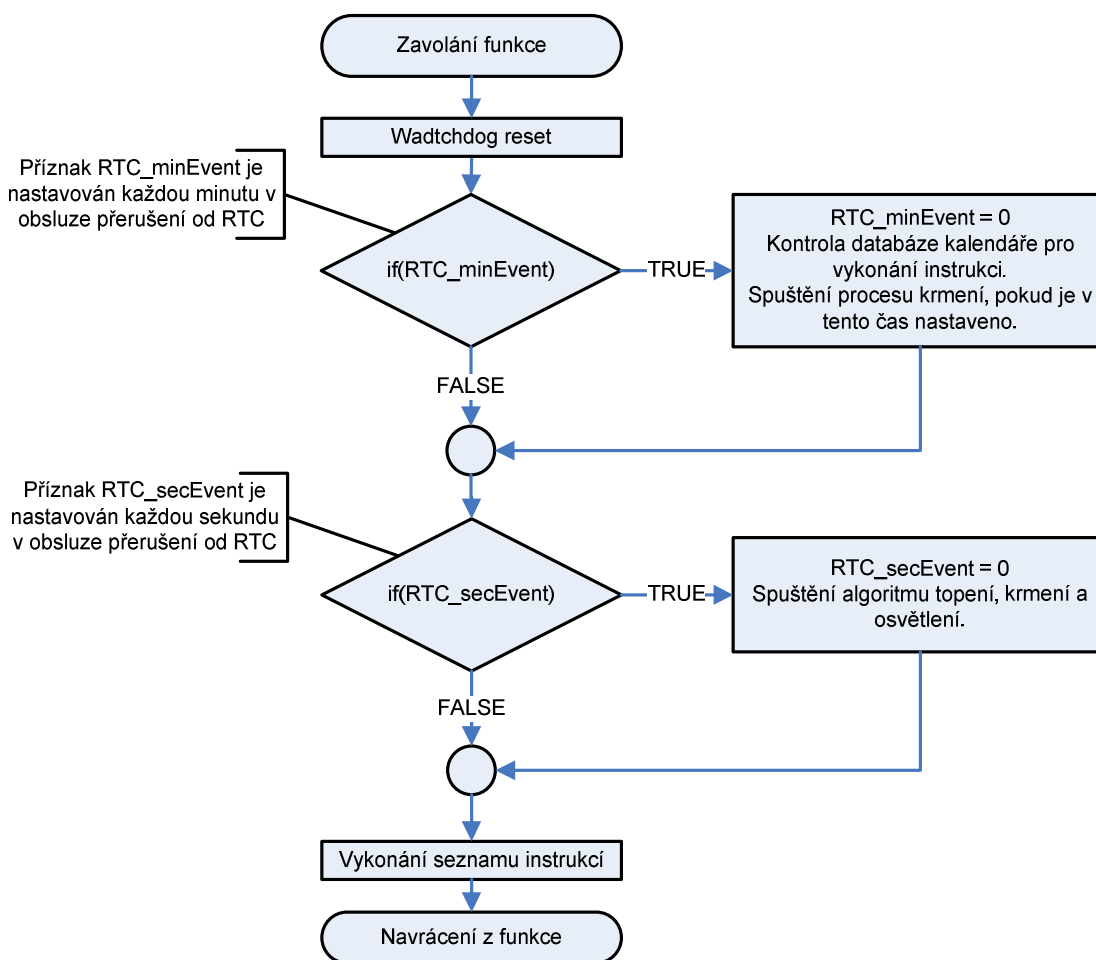 Zavolání funkce
Wadtchdog reset
Příznak RTC_minEvent je
nastavován každou minutu v
obsluze přerušení od RTC
if(RTC_minEvent)
TRUE
RTC_minEvent = 0
Kontrola databáze kalendáře pro
vykonání instrukci.
Spuštění procesu krmení, pokud je v
tento čas nastaveno.
FALSE
Příznak RTC_secEvent je
nastavován každou sekundu
v obsluze přerušení od RTC
if(RTC_secEvent)
TRUE
RTC_secEvent = 0
Spuštění algoritmu topení, krmení a
osvětlení.
FALSE
Vykonání seznamu instrukcí
Navrácení z funkce